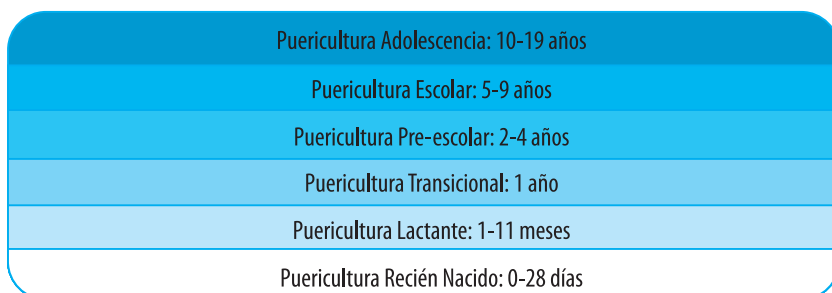 Puericultura Adolescencia: 10-19 años
Puericultura Escolar: 5-9 años
Puericultura Pre-escolar: 2-4 años
Puericultura Transicional: 1 año
Puericultura Lactante: 1-11 meses
Puericultura Recién Nacido: 0-28 días